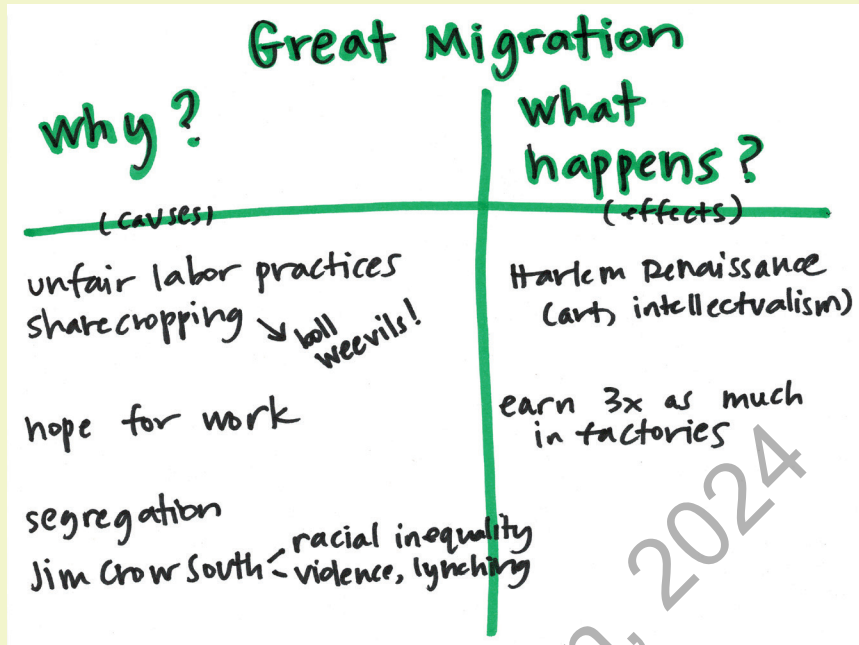 Great Migration
why?
(causes)
unfair labor practices
sharecropping ↘ boll
weevils!
hope for work
segregation
Jim Crow South < racial inequality
violence, lynching
what
happens?
(effects)
Harlem Renaissance
(art, intellectualism)
earn 3x as much
in factories
, 2024